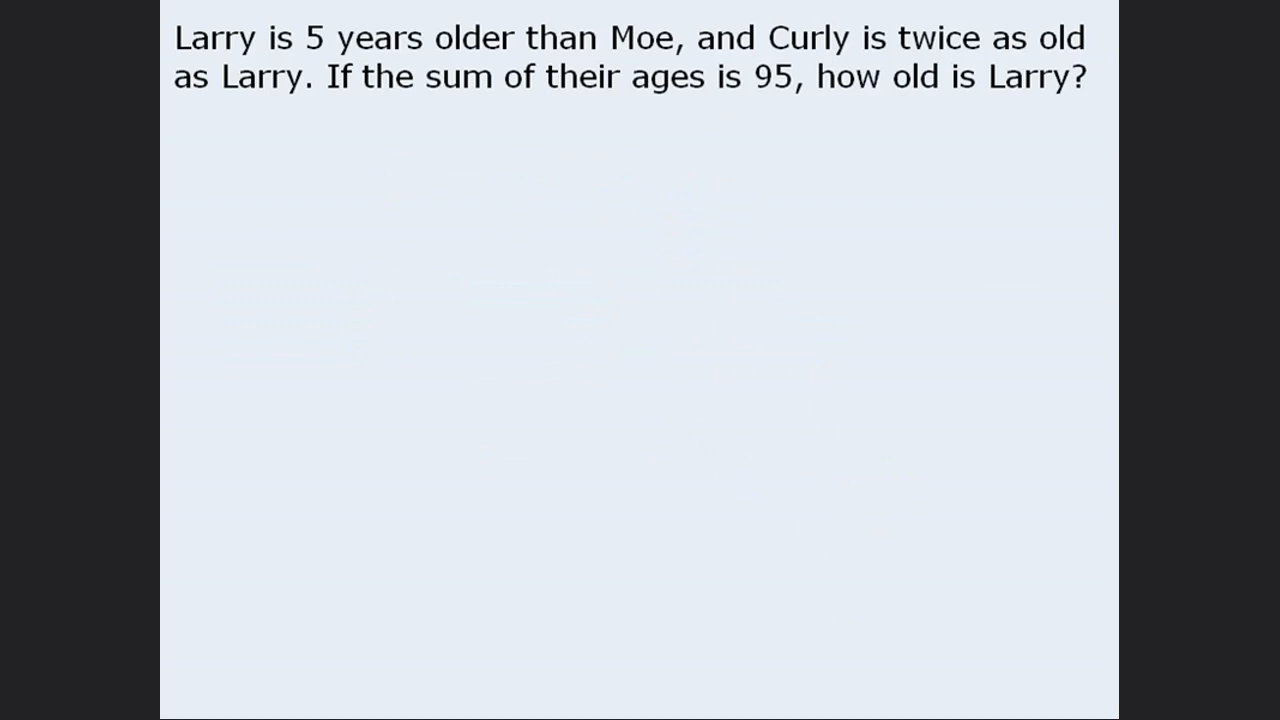 Larry is 5 years older than Moe, and Curly is twice as old
as Larry. If the sum of their ages is 95, how old is Larry?